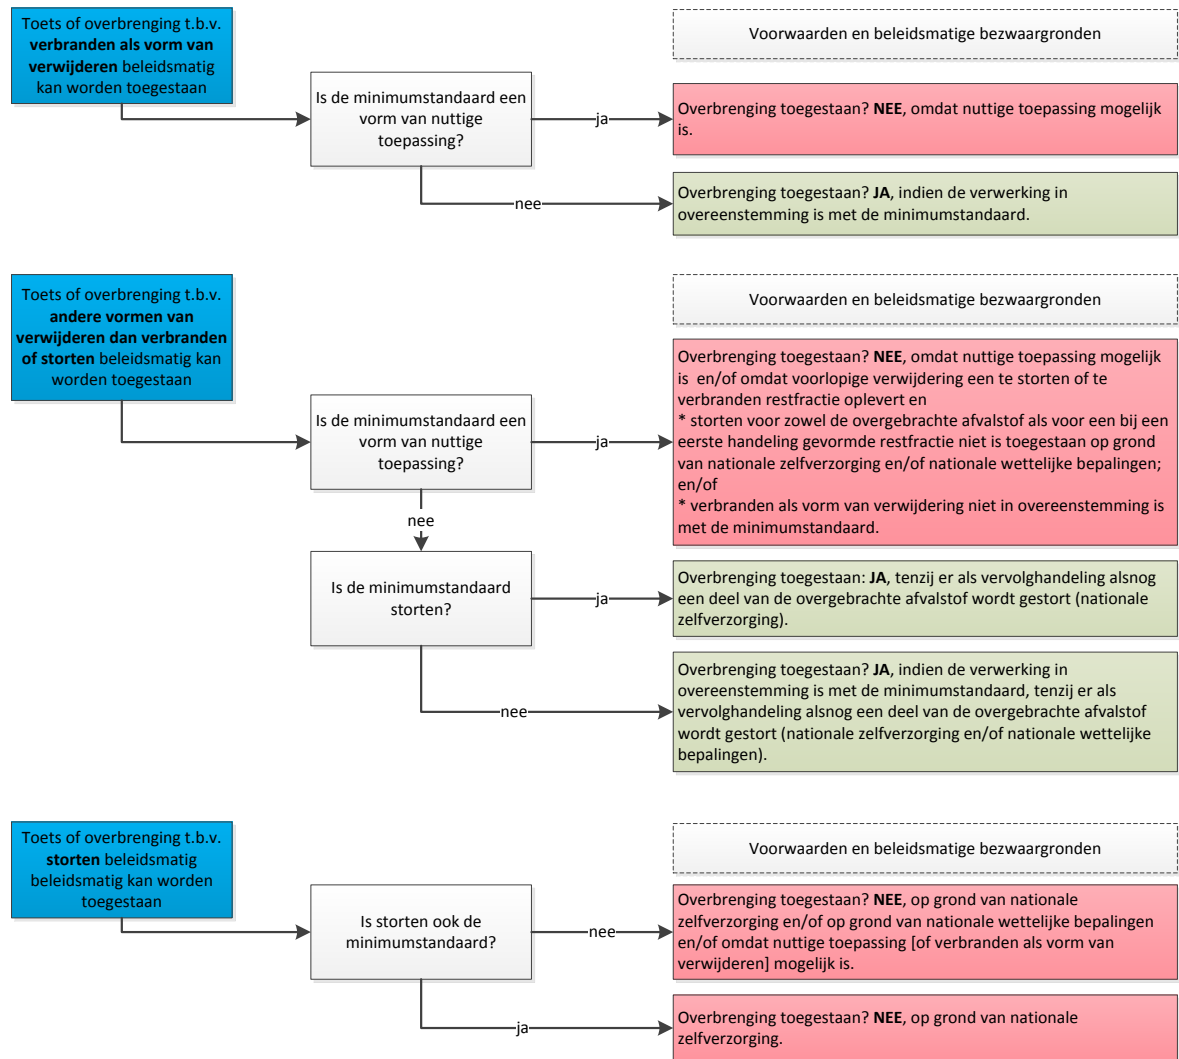 Toets of overbrenging t.b.v.
verbranden als vorm van
verwijderen beleidsmatig
kan worden toegestaan
Voorwaarden en beleidsmatige bezwaargronden
Is de minimumstandaard een
vorm van nuttige
toepassing?
ja
Overbrenging toegestaan? NEE, omdat nuttige toepassing mogelijk
is.
nee
Overbrenging toegestaan? JA, indien de verwerking in
overeenstemming is met de minimumstandaard.
Toets of overbrenging t.b.v.
andere vormen van
verwijderen dan verbranden
of storten beleidsmatig kan
worden toegestaan
Voorwaarden en beleidsmatige bezwaargronden
Is de minimumstandaard een
vorm van nuttige
toepassing?
ja
Overbrenging toegestaan? NEE, omdat nuttige toepassing mogelijk
is en/of omdat voorlopige verwijdering een te storten of te
verbranden restfractie oplevert en
* storten voor zowel de overgebrachte afvalstof als voor een bij een
eerste handeling gevormde restfractie niet is toegestaan op grond
van nationale zelfverzorging en/of nationale wettelijke bepalingen;
en/of
* verbranden als vorm van verwijdering niet in overeenstemming is
met de minimumstandaard.
nee
Is de minimumstandaard
storten?
ja
Overbrenging toegestaan: JA, tenzij er als vervolghandeling alsnog
een deel van de overgebrachte afvalstof wordt gestort (nationale
zelfverzorging).
nee
Overbrenging toegestaan? JA, indien de verwerking in
overeenstemming is met de minimumstandaard, tenzij er als
vervolghandeling alsnog een deel van de overgebrachte afvalstof
wordt gestort (nationale zelfverzorging en/of nationale wettelijke
bepalingen).
Toets of overbrenging t.b.v.
storten beleidsmatig
beleidsmatig kan worden
toegestaan
Voorwaarden en beleidsmatige bezwaargronden
Is storten ook de
minimumstandaard?
nee
Overbrenging toegestaan? NEE, op grond van nationale
zelfverzorging en/of op grond van nationale wettelijke bepalingen
en/of omdat nuttige toepassing [of verbranden als vorm van
verwijderen] mogelijk is.
ja
Overbrenging toegestaan? NEE, op grond van nationale
zelfverzorging.